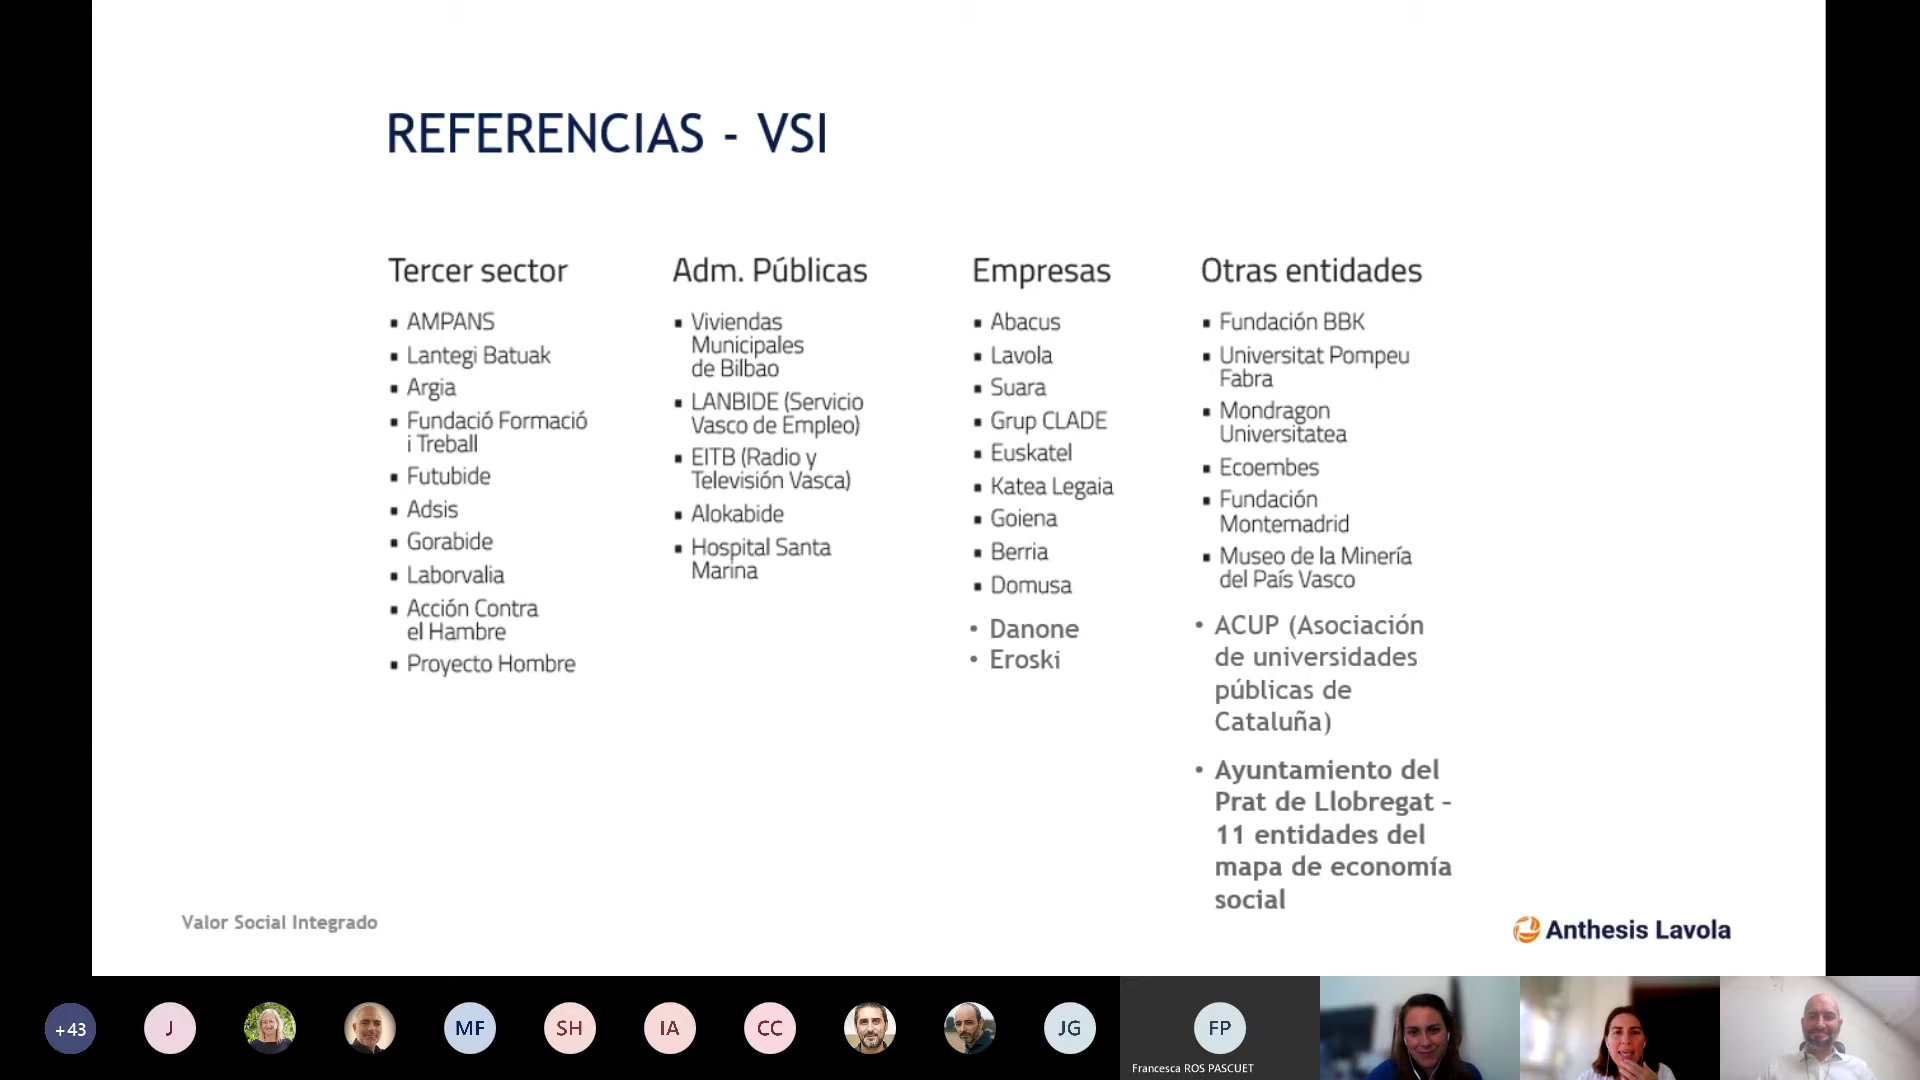 REFERENCIAS - VSI
Tercer sector
▪ AMPANS
▪ Lantegi Batuak
▪ Argia
▪ Fundació Formació
i Treball
▪ Futubide
▪ Adsis
▪ Gorabide
▪ Laborvalia
▪ Acción Contra
el Hambre
▪ Proyecto Hombre
Adm. Públicas
▪ Viviendas
Municipales
de Bilbao
▪ LANBIDE (Servicio
Vasco de Empleo)
▪ EITB (Radio y
Televisión Vasca)
▪ Alokabide
▪ Hospital Santa
Marina
Empresas
▪ Abacus
▪ Lavola
▪ Suara
▪ Grup CLADE
▪ Euskatel
▪ Katea Legaia
▪ Goiena
▪ Berria
▪ Domusa
• Danone
• Eroski
Otras entidades
▪ Fundación BBK
▪ Universitat Pompeu
Fabra
▪ Mondragon
Universitatea
▪ Ecoembes
▪ Fundación
Montemadrid
▪ Museo de la Minería
del País Vasco
• ACUP (Asociación
de universidades
públicas de
Cataluña)
• Ayuntamiento del
Prat de Llobregat –
11 entidades del
mapa de economía
social
Valor Social Integrado
Anthesis Lavola
+43
J
MF
SH
IA
CC
JG
FP
Francesca ROS PASCUET